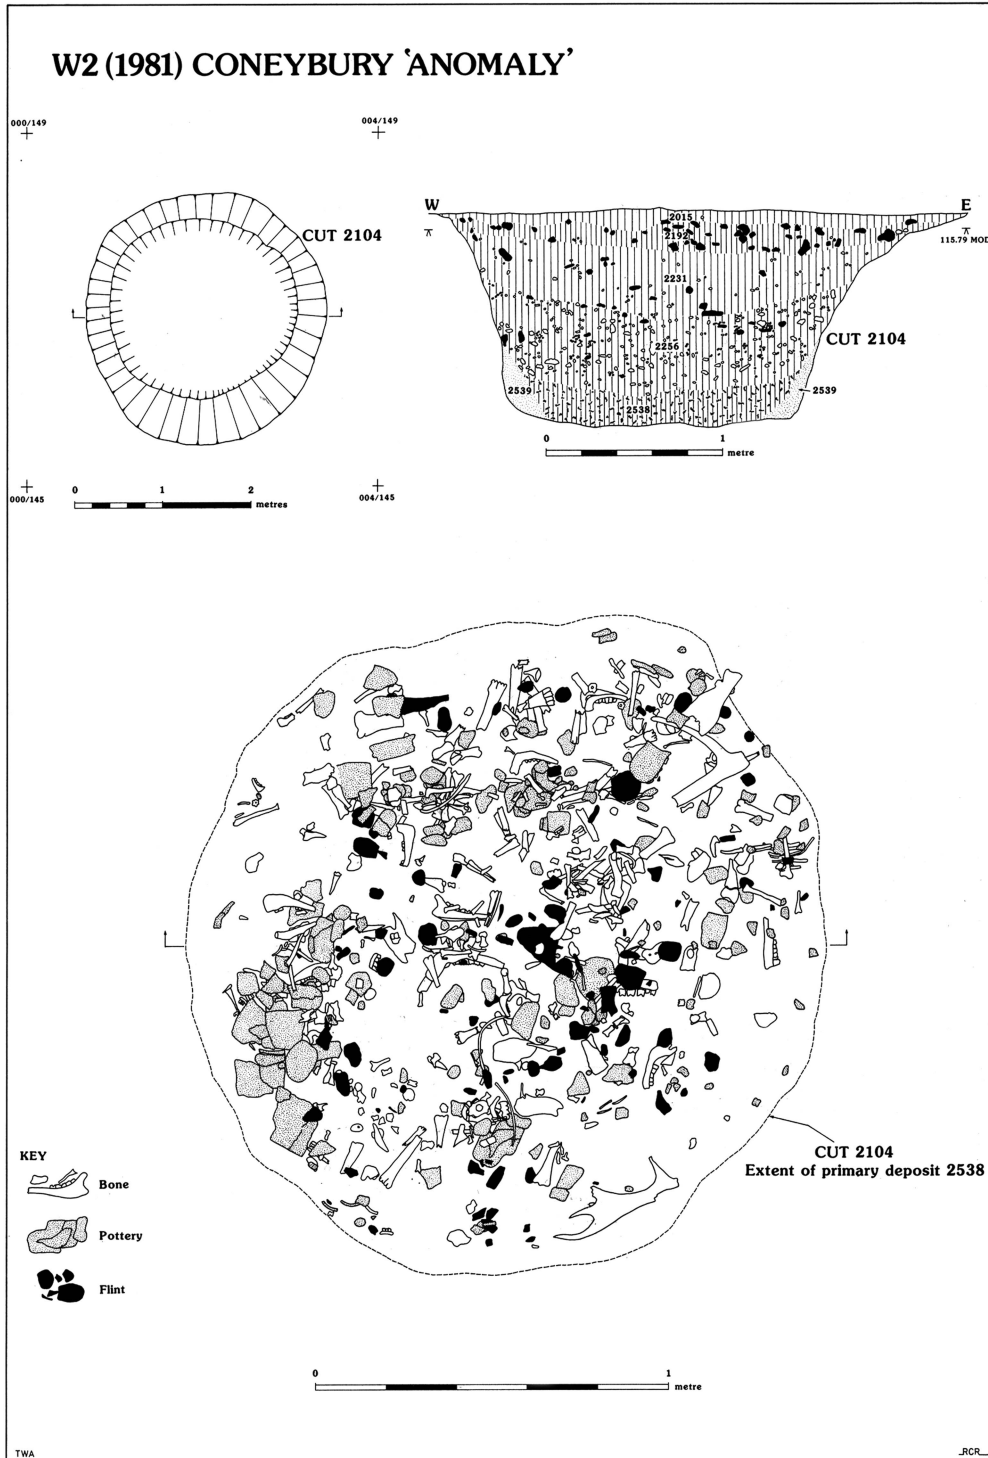 W2 (1981) CONEYBURY 'ANOMALY'
000/149
004/149
CUT 2104
000/145
004/145
0 1 2
metres
W
E
2015
2192
115.79 MOD
2231
2256
CUT 2104
2539
2539
2538
0 1
metre
CUT 2104
Extent of primary deposit 2538
KEY
Bone
Pottery
Flint
0 1
metre
TWA
RCR